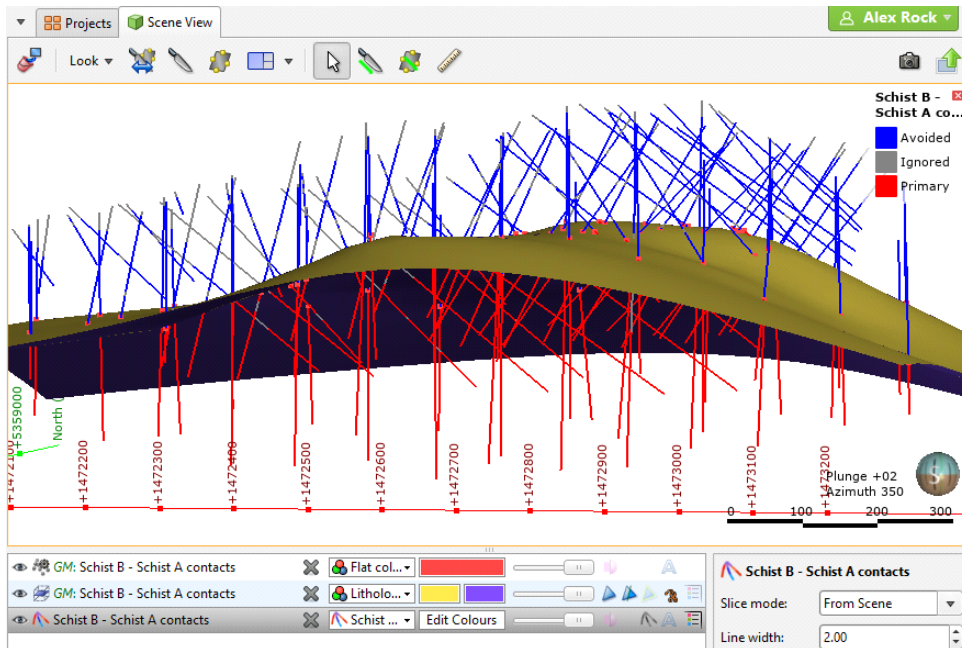 Projects
Scene View
Alex Rock
Look
Schist B -
Schist A co...
Avoided
Ignored
Primary
+5359000
North (
+1472100
+1472200
+1472300
+1472400
+1472500
+1472600
+1472700
+1472800
+1472900
+1473000
+1473100
+1473200
Plunge +02
Azimuth 350
S
0 100 200 300
GM: Schist B - Schist A contacts Flat col...
GM: Schist B - Schist A contacts Litholo...
Schist B - Schist A contacts Schist ... Edit Colours
Schist B - Schist A contacts
Slice mode: From Scene
Line width: 2.00